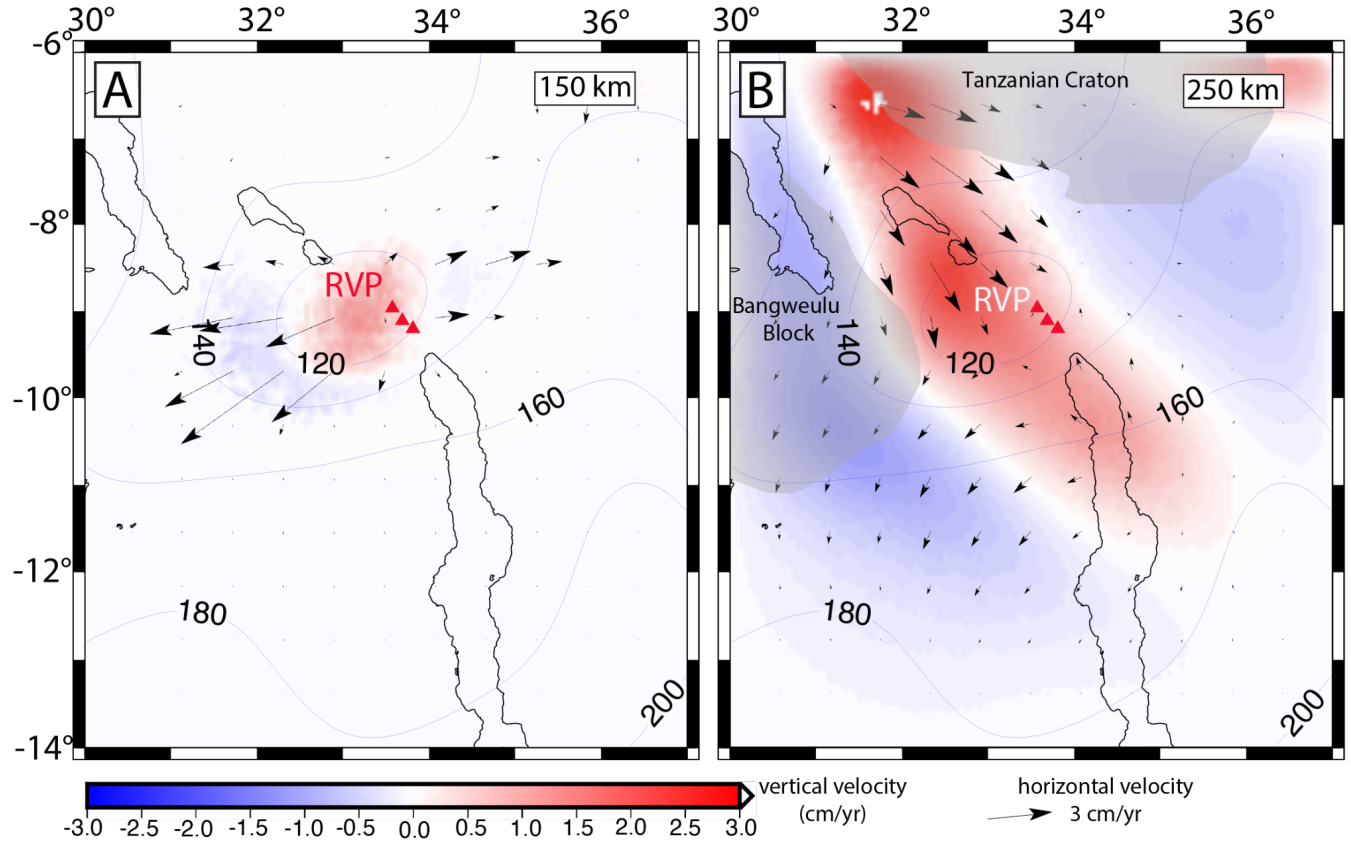 30° 32° 34° 36° 30° 32° 34° 36°
-6°
A
150 km
B
Tanzanian Craton
250 km
-8°
RVP
RVP
Bangweulu
Block
140
120
140
120
-10°
160
160
-12°
180
180
200
200
-14°
vertical velocity
(cm/yr)
horizontal velocity
3 cm/yr
-3.0 -2.5 -2.0 -1.5 -1.0 -0.5 0.0 0.5 1.0 1.5 2.0 2.5 3.0